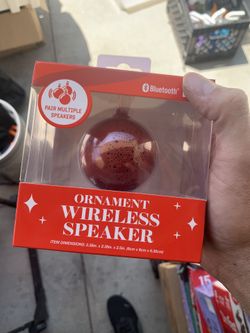 Bluetooth®
PAIR MULTIPLE
SPEAKERS
ORNAMENT
WIRELESS
SPEAKER